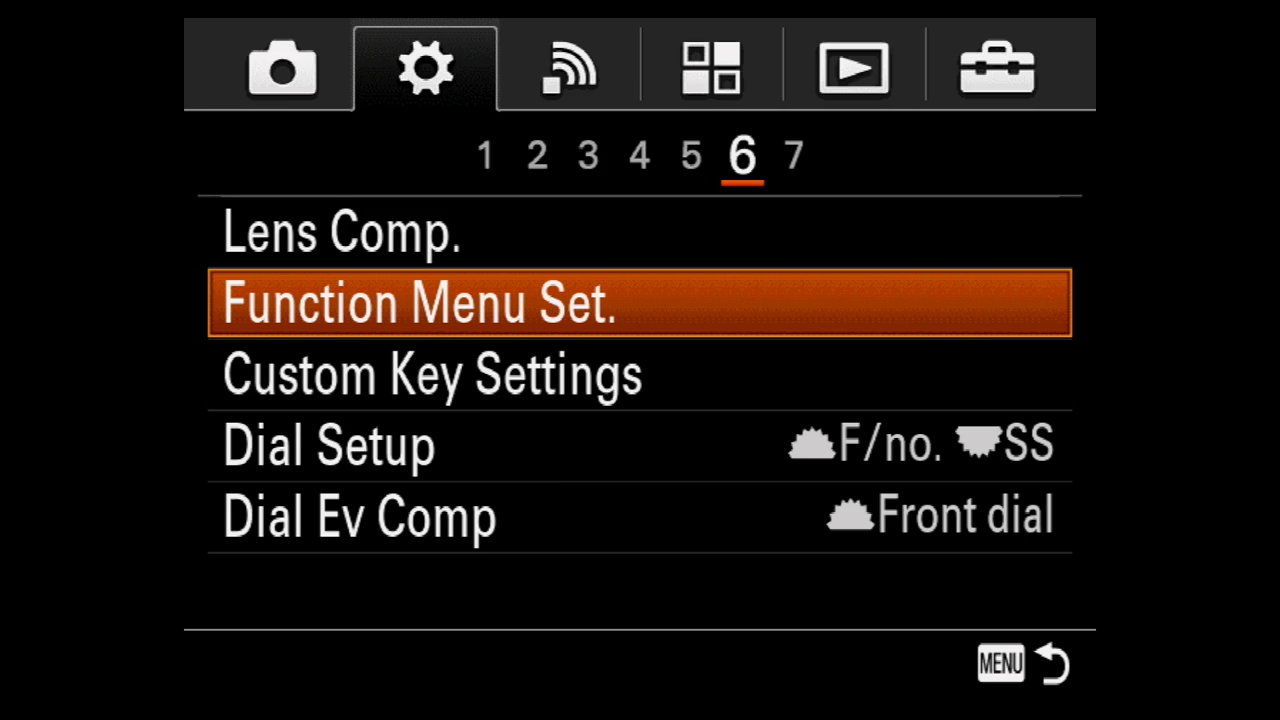 1 2 3 4 5 6 7
Lens Comp.
Function Menu Set.
Custom Key Settings
Dial Setup F/no. SS
Dial Ev Comp Front dial
MENU